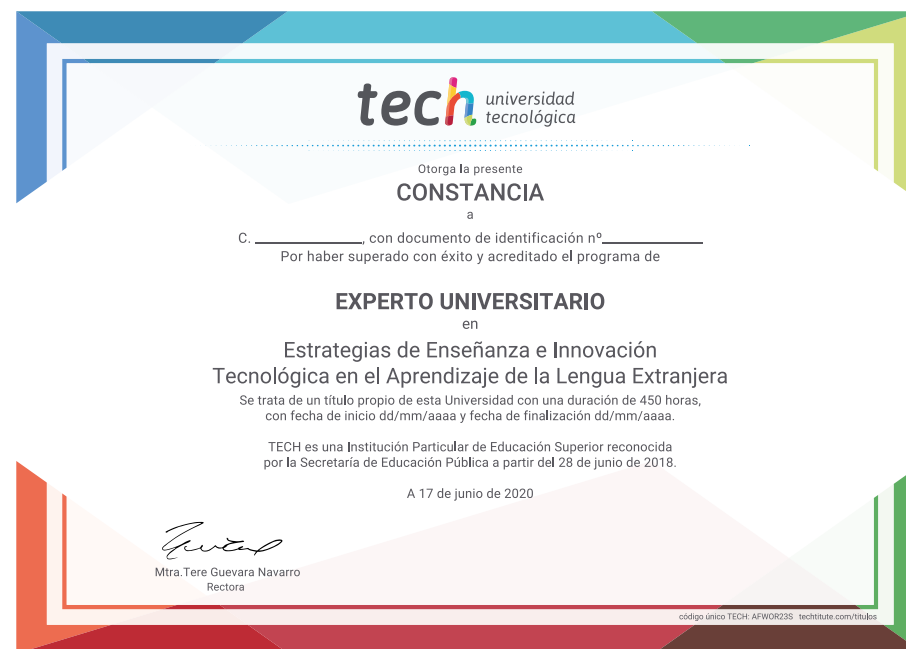 tech universidad
tecnológica
Otorga la presente
CONSTANCIA
a
C. ____________, con documento de identificación nº____________
Por haber superado con éxito y acreditado el programa de
EXPERTO UNIVERSITARIO
en
Estrategias de Enseñanza e Innovación
Tecnológica en el Aprendizaje de la Lengua Extranjera
Se trata de un título propio de esta Universidad con una duración de 450 horas,
con fecha de inicio dd/mm/aaaa y fecha de finalización dd/mm/aaaa.
TECH es una Institución Particular de Educación Superior reconocida
por la Secretaría de Educación Pública a partir del 28 de junio de 2018.
A 17 de junio de 2020
Mtra.Tere Guevara Navarro
Rectora
código único TECH: AFWOR23S techtitute.com/titulos